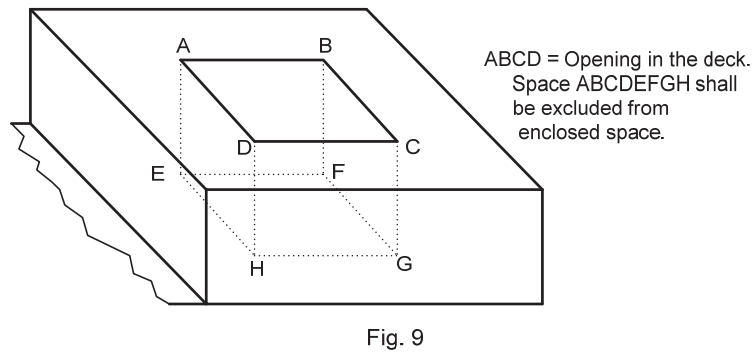 A B
ABCD = Opening in the deck.
Space ABCDEFGH shall
be excluded from
enclosed space.
D C
E F
H G
Fig. 9